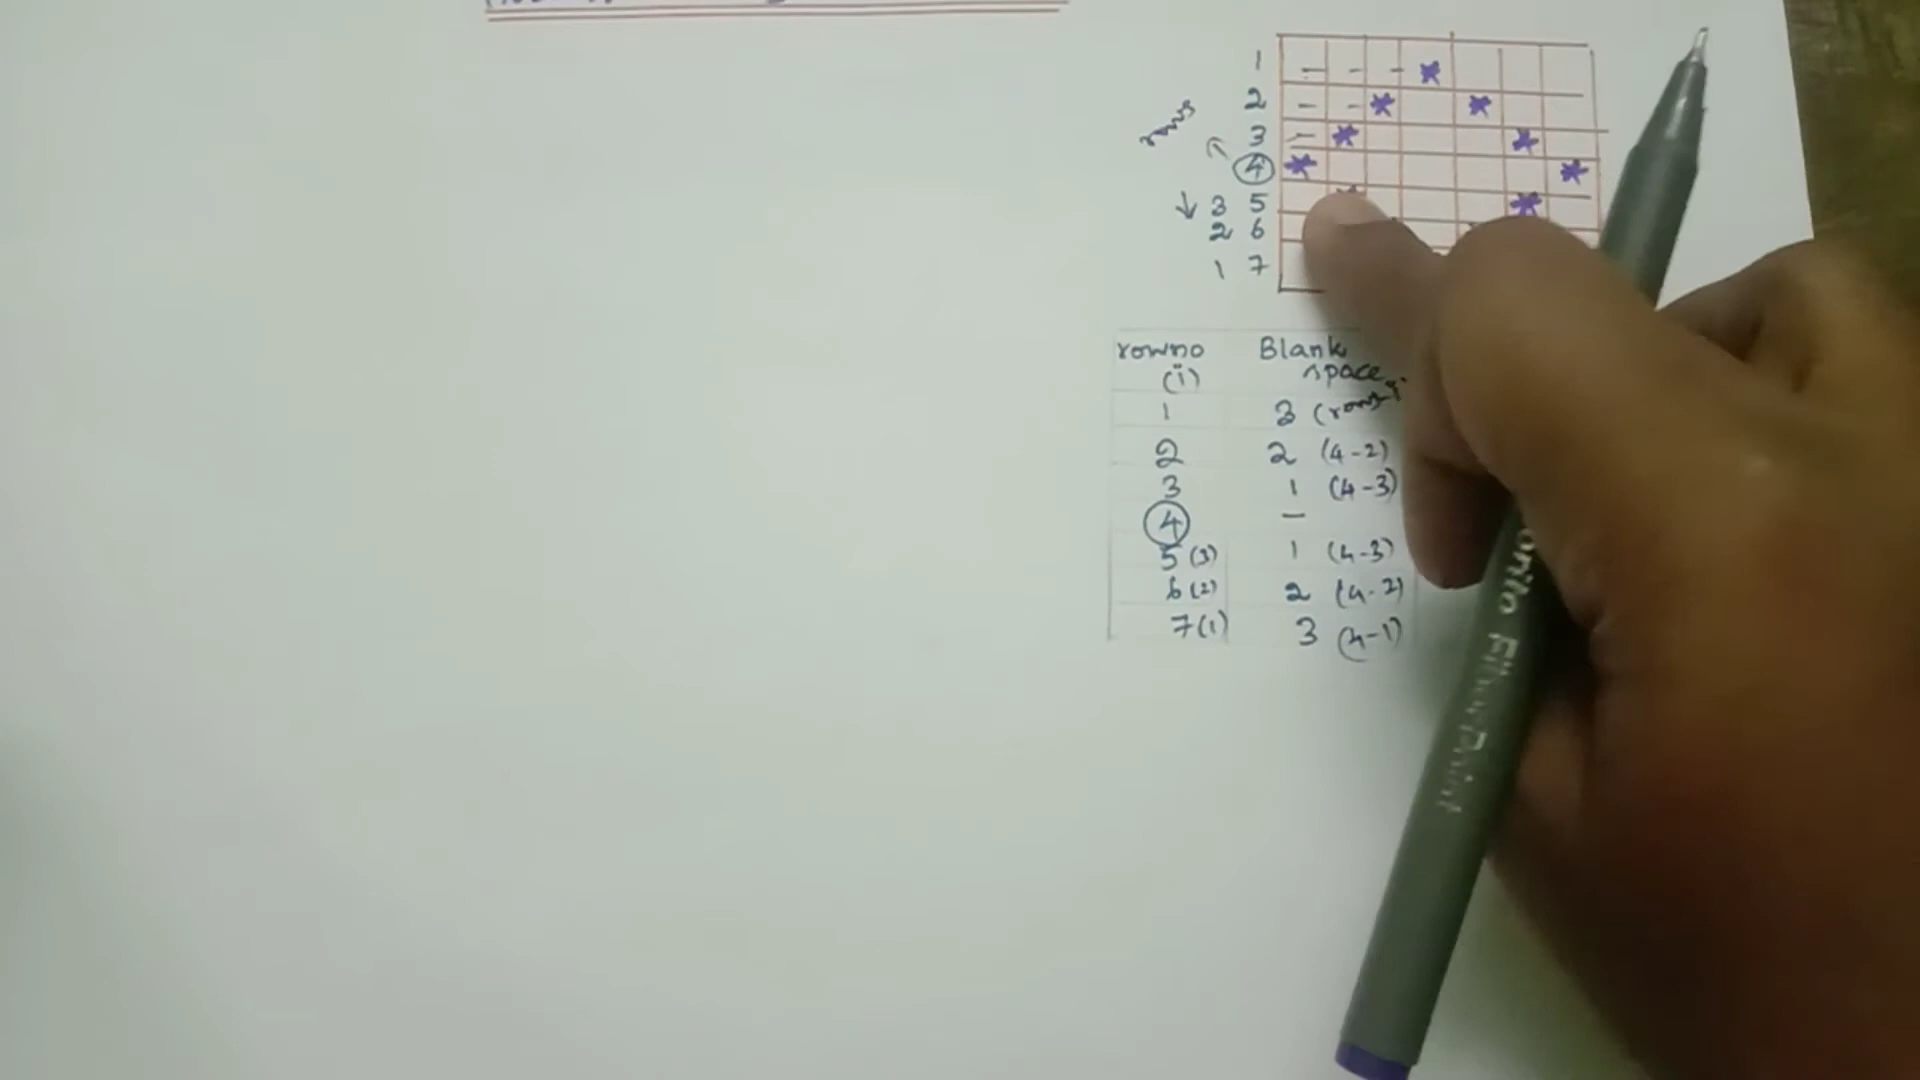 1 - - - *
2 - - * *
rows 3 - * *
4 * *
3 5 *
2 6
1 7
rowno Blank
(i) space
1 3 (rows-i
2 2 (4-2)
3 1 (4-3)
4 -
5 (3) 1 (4-3)
6 (2) 2 (4-2)
7 (1) 3 (4-1)
FiberPoint